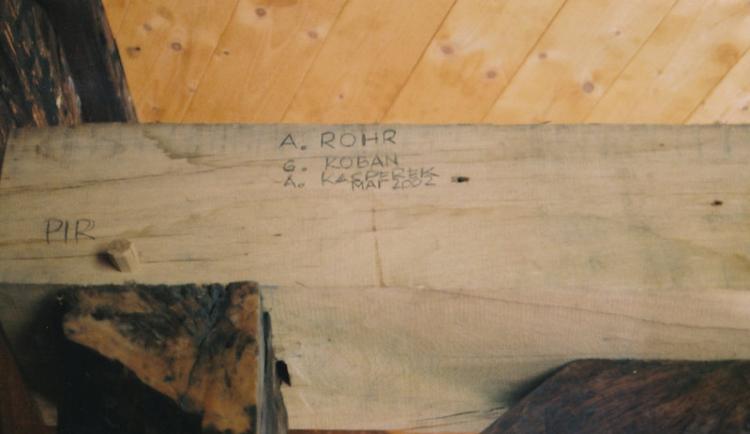 A. ROHR
G. KOBAN
A. KASPEREK
MAI 2002
PIR